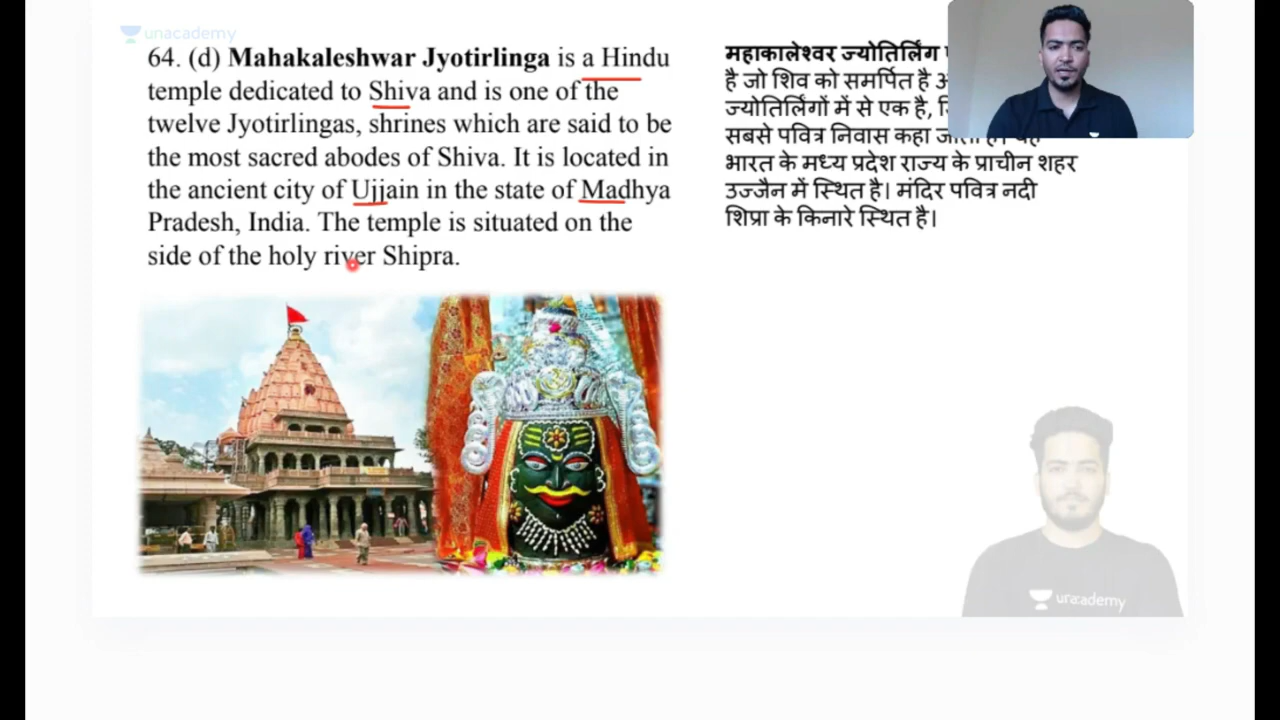 unacademy
64. (d) Mahakaleshwar Jyotirlinga is a Hindu
temple dedicated to Shiva and is one of the
twelve Jyotirlingas, shrines which are said to be
the most sacred abodes of Shiva. It is located in
the ancient city of Ujjain in the state of Madhya
Pradesh, India. The temple is situated on the
side of the holy river Shipra.
महाकालेश्वर ज्योतिर्लिंग
है जो शिव को समर्पित है
ज्योतिर्लिंगों में से एक है,
सबसे पवित्र निवास कहा
भारत के मध्य प्रदेश राज्य के प्राचीन शहर
उज्जैन में स्थित है। मंदिर पवित्र नदी
शिप्रा के किनारे स्थित है।
unacademy